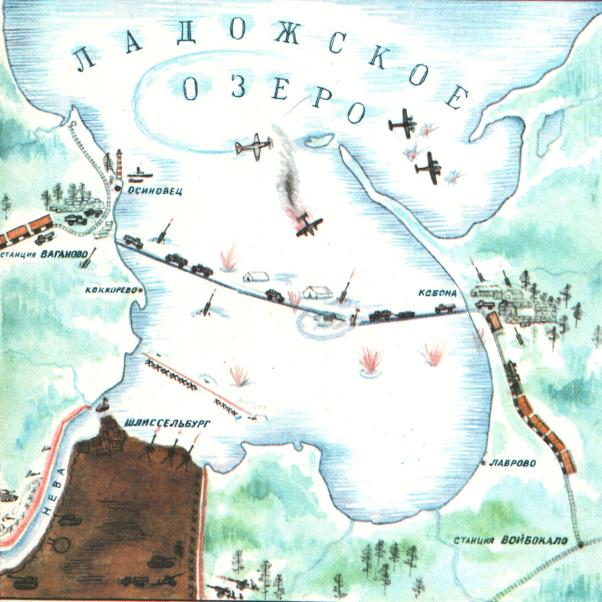 ЛАДОЖСКОЕ
ОЗЕРО
ОСИНОВЕЦ
СТАНЦИЯ ВАГАНОВО
КОККОРЕВО
КОБОНА
ШЛИССЕЛЬБУРГ
НЕВА
ЛАВРОВО
СТАНЦИЯ ВОЙБОКАЛО